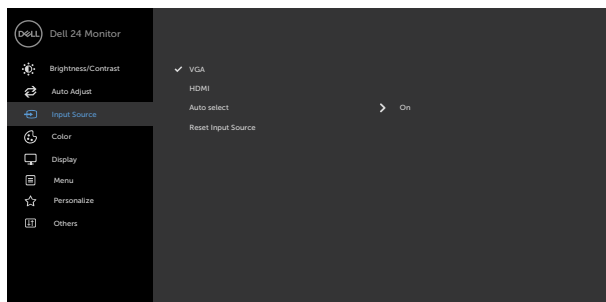 DELL Dell 24 Monitor
Brightness/Contrast
Auto Adjust
Input Source
Color
Display
Menu
Personalize
Others
VGA
HDMI
Auto select On
Reset Input Source